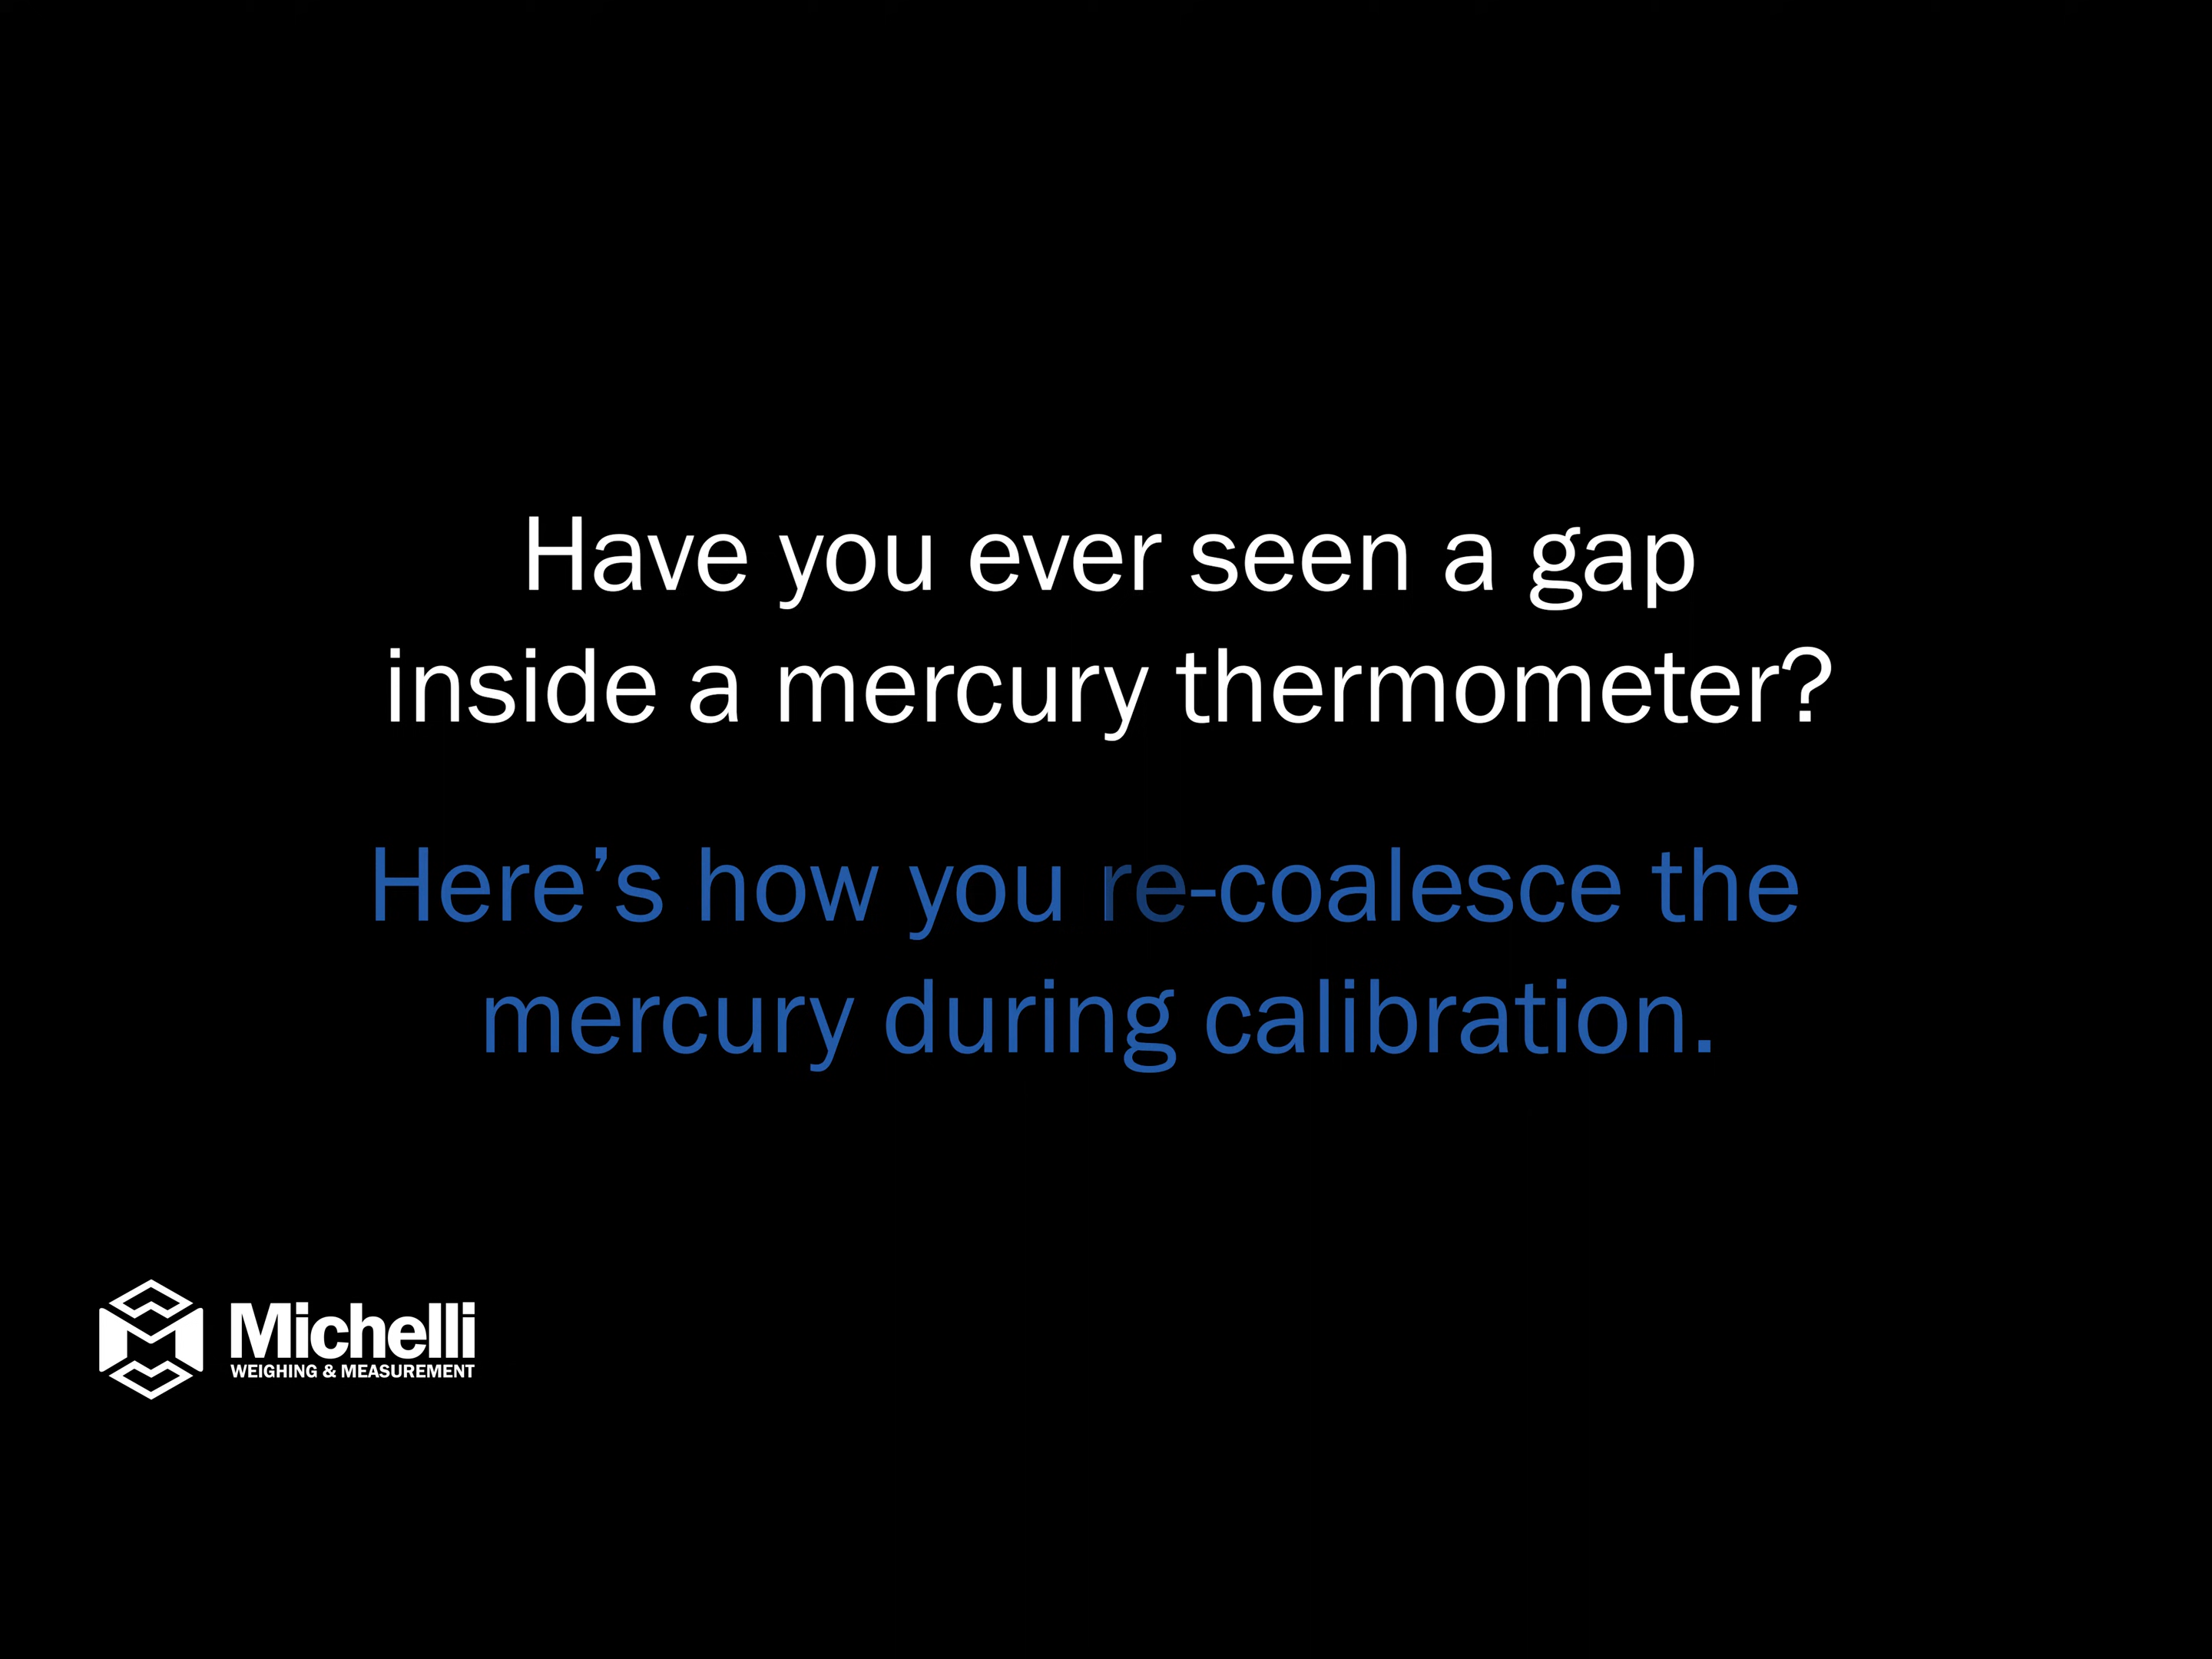 Have you ever seen a gap
inside a mercury thermometer?
Here’s how you re-coalesce the
mercury during calibration.
Michelli
WEIGHING & MEASUREMENT